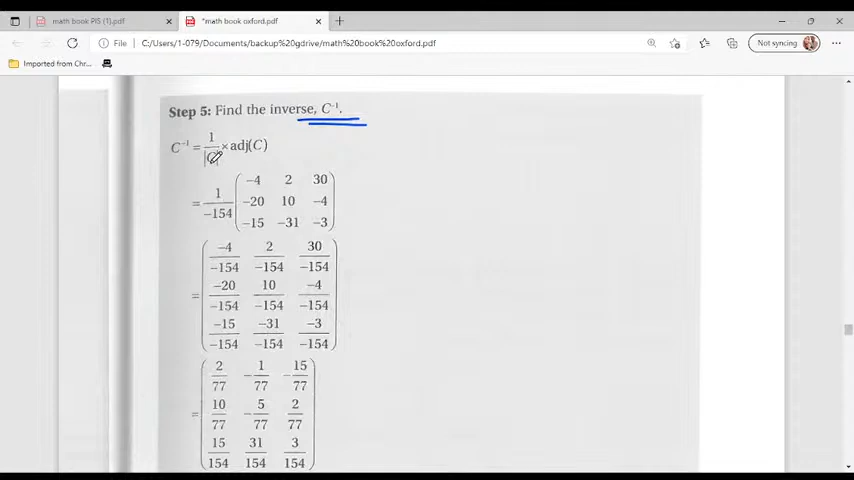 math book PI5 (1).pdf
*math book oxford.pdf
File C:/Users/1-079/Documents/backup%20gdrive/math%20book%20oxford.pdf
Not syncing
Imported from Chr...
Step 5: Find the inverse, C⁻¹.
C⁻¹ = 1/|C| × adj(C)
= 1/-154 ( -4 2 30
-20 10 -4
-15 -31 -3 )
= ( -4/-154 2/-154 30/-154
-20/-154 10/-154 -4/-154
-15/-154 -31/-154 -3/-154 )
= ( 2/77 -1/77 -15/77
10/77 -5/77 2/77
15/154 31/154 3/154 )